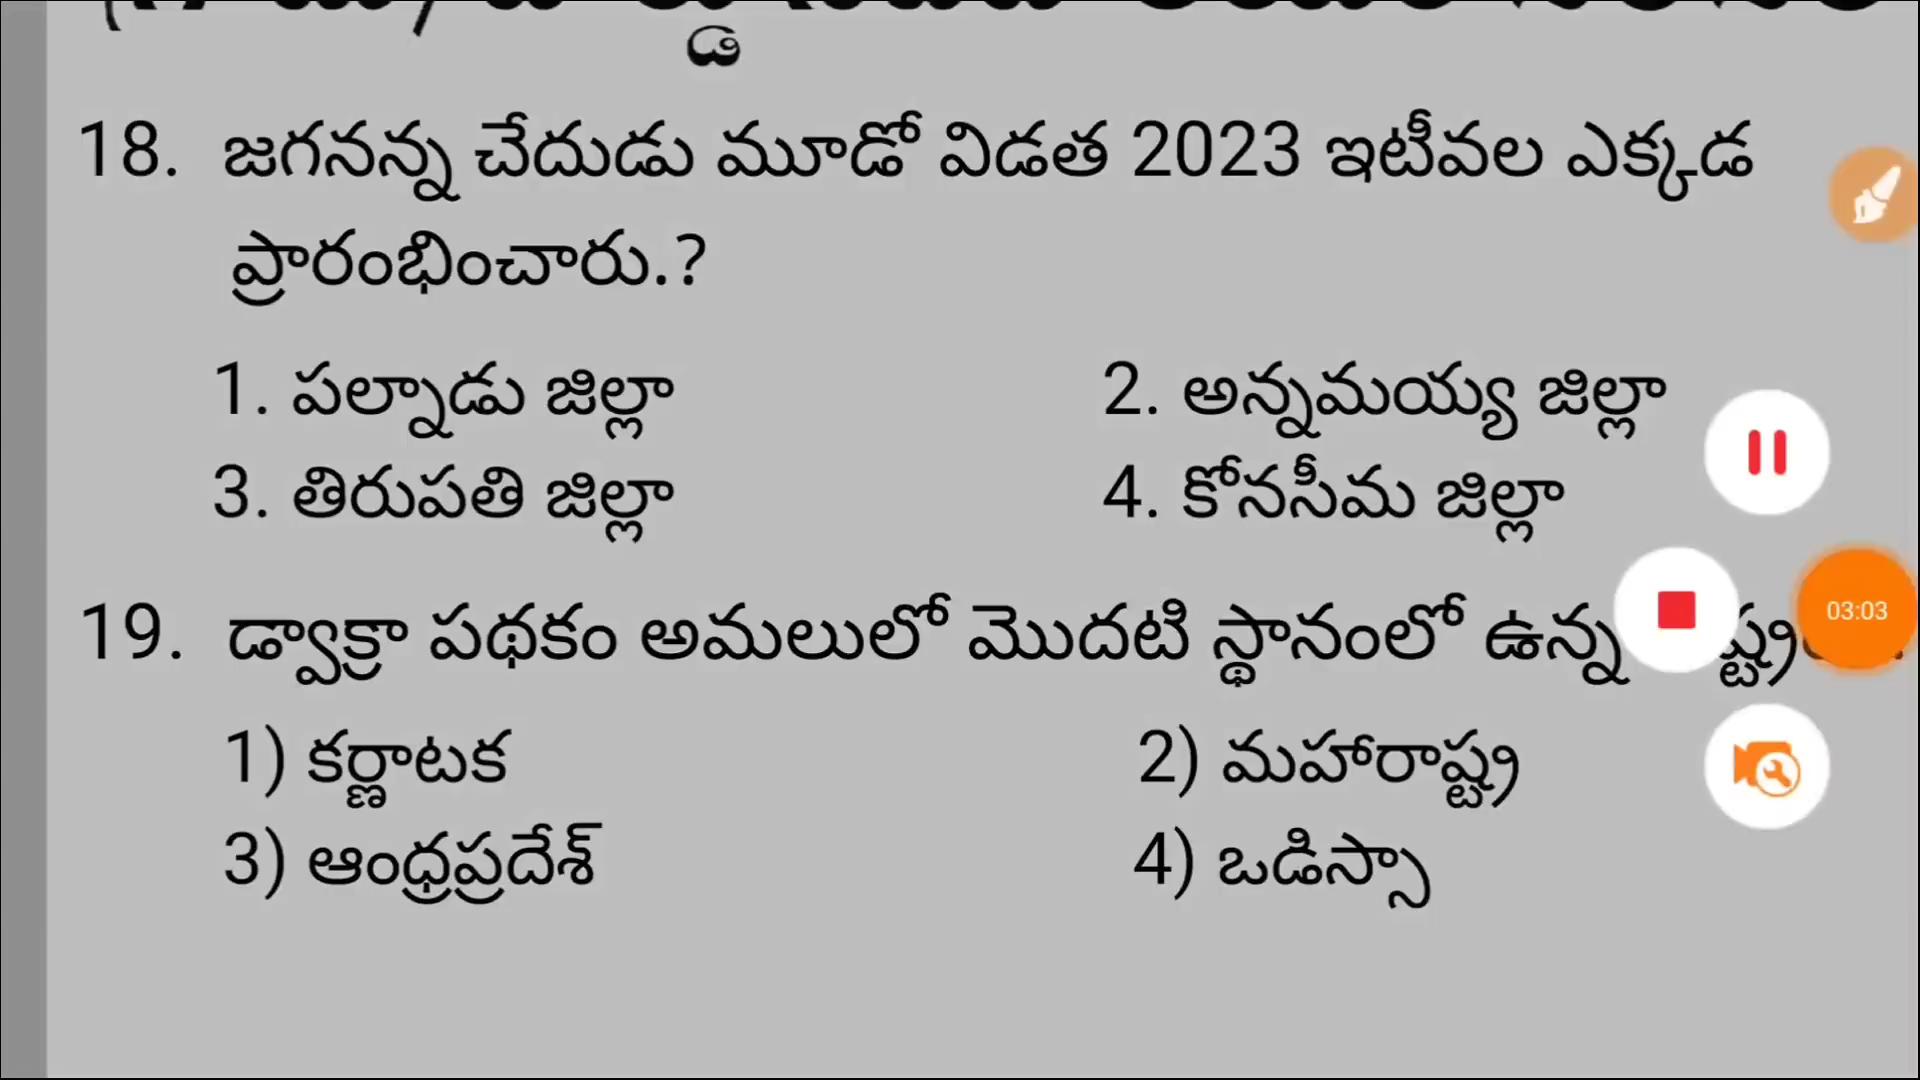 18. జగనన్న చేదుడు మూడో విడత 2023 ఇటీవల ఎక్కడ
ప్రారంభించారు.?
1. పల్నాడు జిల్లా 2. అన్నమయ్య జిల్లా
3. తిరుపతి జిల్లా 4. కోనసీమ జిల్లా
03:03
19. డ్వాక్రా పథకం అమలులో మొదటి స్థానంలో ఉన్న
1) కర్ణాటక 2) మహారాష్ట్ర
3) ఆంధ్రప్రదేశ్ 4) ఒడిస్సా